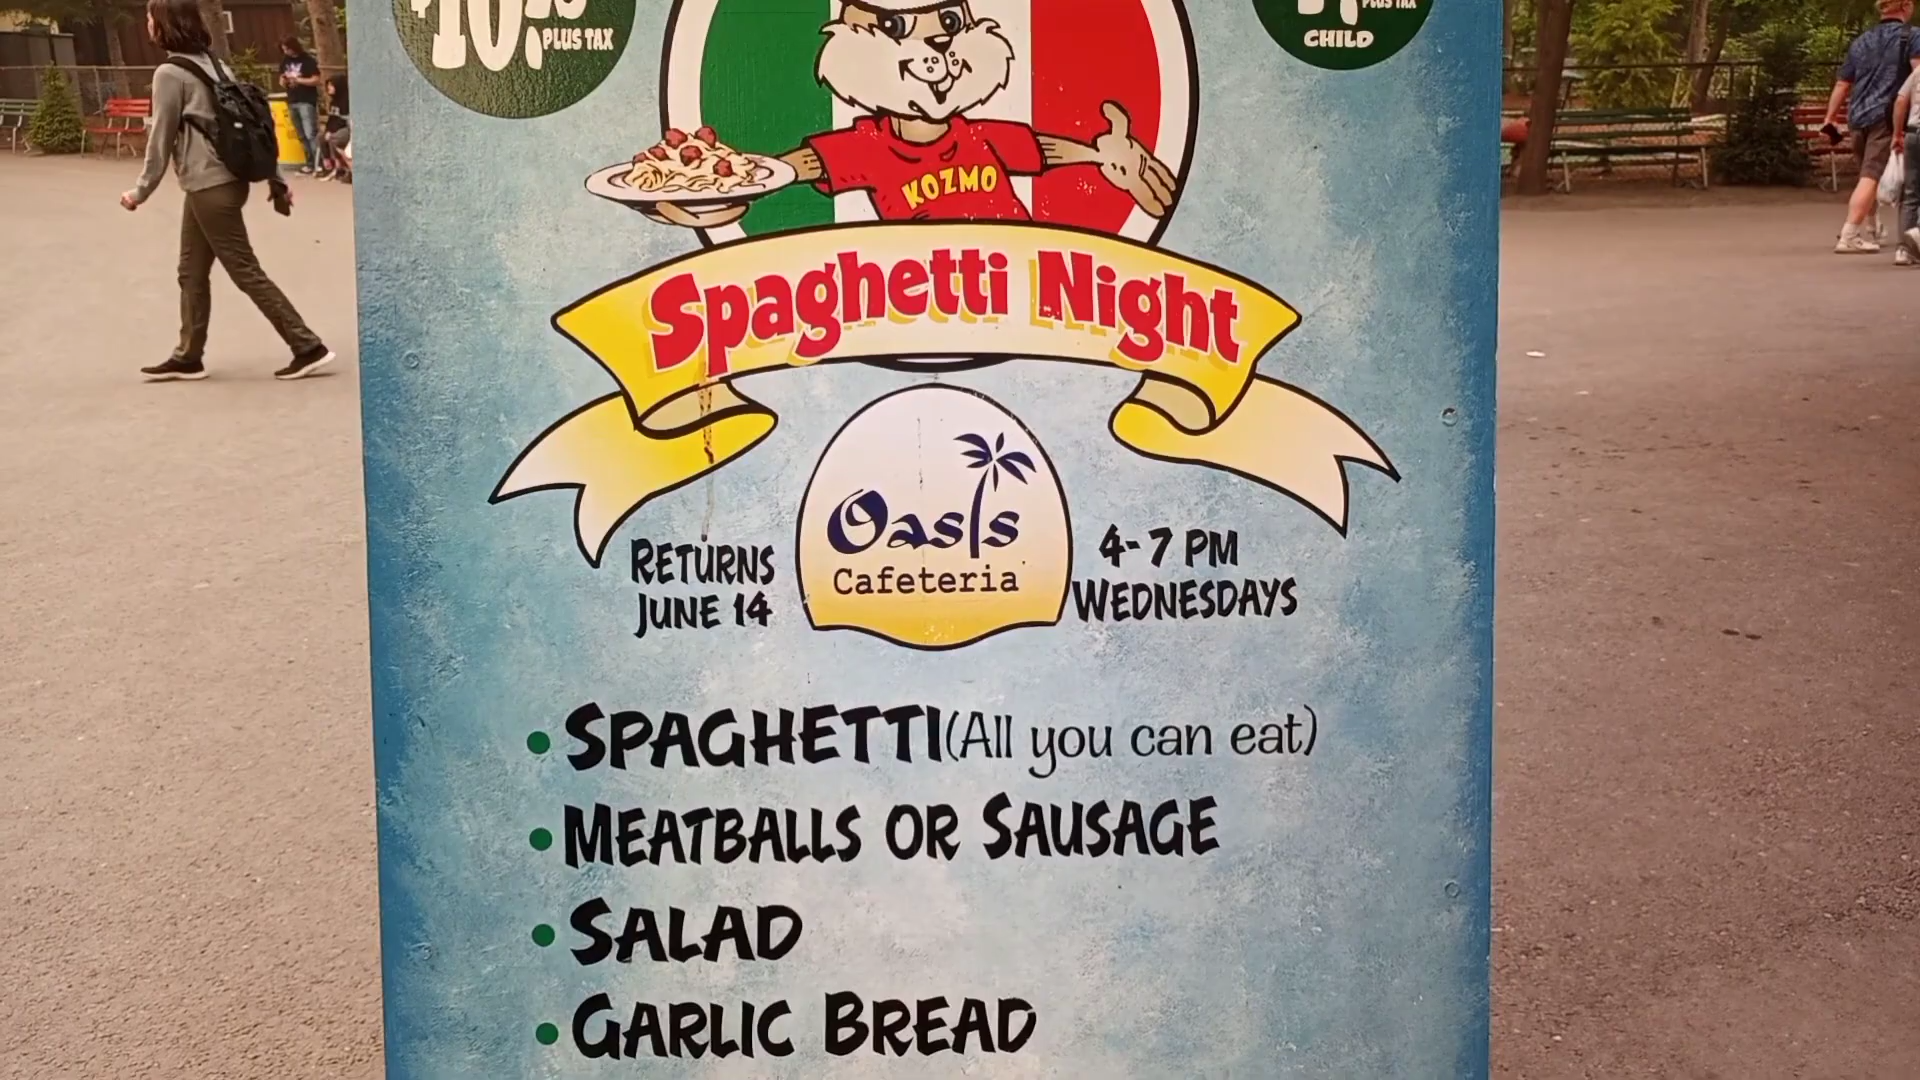 PLUS TAX
PLUS TAX
CHILD
KOZMO
Spaghetti Night
Oasis
Cafeteria
RETURNS
JUNE 14
4-7 PM
WEDNESDAYS
• SPAGHETTI (All you can eat)
• MEATBALLS OR SAUSAGE
• SALAD
• GARLIC BREAD